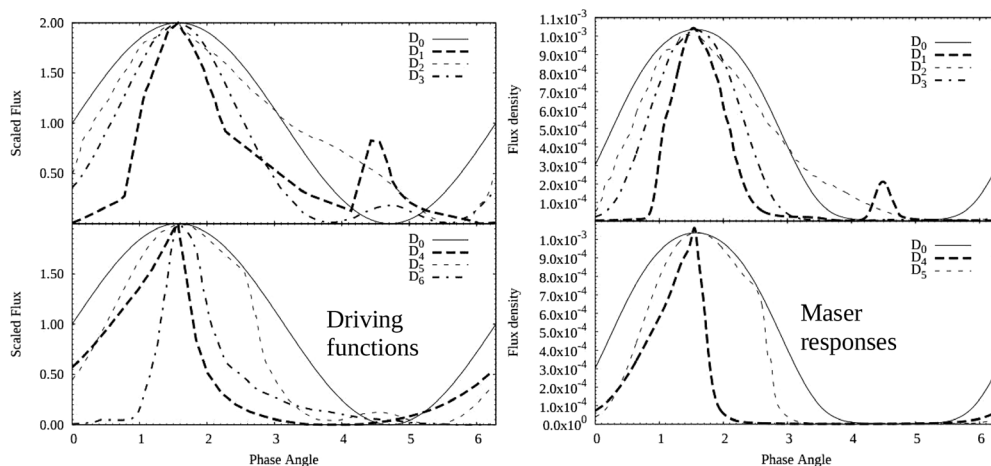 2.00
1.00
0.50
Scaled Flux
D0
D1
D2
D3
1.50
1.00
0.50
0.00
Scaled Flux
D0
D4
D5
D6
Driving
functions
0 1 2 3 4 5 6
Phase Angle
1.1x10-3
1.0x10-3
9.0x10-4
8.0x10-4
7.0x10-4
6.0x10-4
5.0x10-4
4.0x10-4
3.0x10-4
2.0x10-4
1.0x10-4
Flux density
D0
D1
D2
D3
1.0x10-3
9.0x10-4
8.0x10-4
7.0x10-4
6.0x10-4
5.0x10-4
4.0x10-4
3.0x10-4
2.0x10-4
1.0x10-4
0.0x100
Flux density
D0
D4
D5
Maser
responses
0 1 2 3 4 5 6
Phase Angle